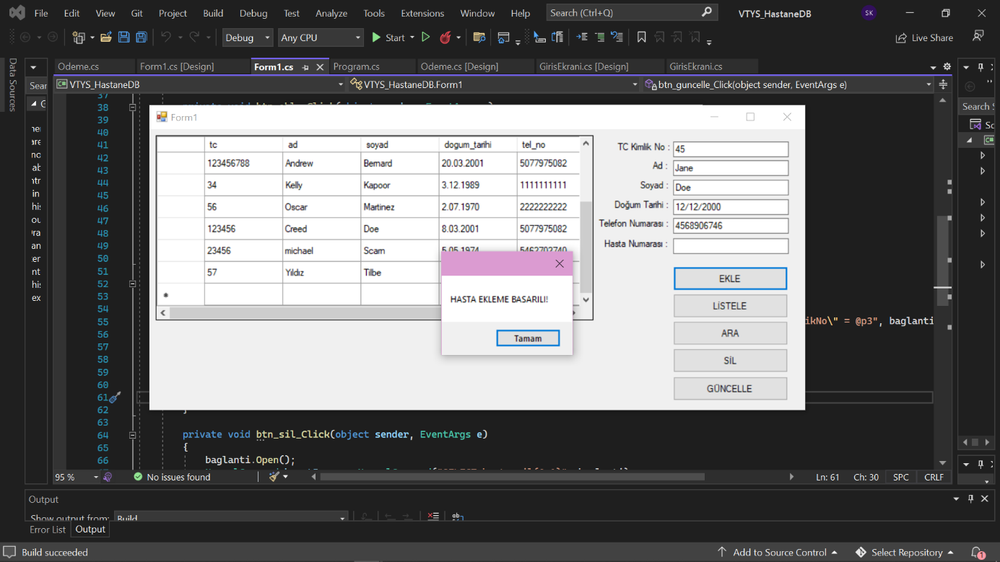 File Edit View Git Project Build Debug Test Analyze Tools Extensions Window Help Search (Ctrl+Q) VTYS_HastaneDB SK
Debug Any CPU Start Live Share
Data Sources
Odeme.cs Form1.cs [Design] Form1.cs Program.cs Odeme.cs [Design] GirisEkrani.cs [Design] GirisEkrani.cs
Sear
C# VTYS_HastaneDB VTYS_HastaneDB.Form1 btn_guncelle_Click(object sender, EventArgs e)
Search S
37
38
39
40
41
42
43
44
45
46
47
48
49
50
51
52
53
54
55
56
57
58
59
60
61
62
63
64
65
66
Form1
tc ad soyad dogum_tarihi tel_no
123456788 Andrew Bernard 20.03.2001 5077975082
34 Kelly Kapoor 3.12.1989 1111111111
56 Oscar Martinez 2.07.1970 2222222222
123456 Creed Doe 8.03.2001 5077975082
23456 michael Scarn 5.05.1974 5462702740
57 Yıldız Tilbe
*
TC Kimlik No : 45
Ad : Jane
Soyad : Doe
Doğum Tarihi : 12/12/2000
Telefon Numarası : 4568906746
Hasta Numarası :
EKLE
LİSTELE
ARA
SİL
GÜNCELLE
HASTA EKLEME BASARILI!
Tamam
ikNo\" = @p3", baglanti
}
private void btn_sil_Click(object sender, EventArgs e)
{
baglanti.Open();
95 % No issues found Ln: 61 Ch: 30 SPC CRLF
Output
Show output from: Build
Error List Output
Build succeeded Add to Source Control Select Repository 1